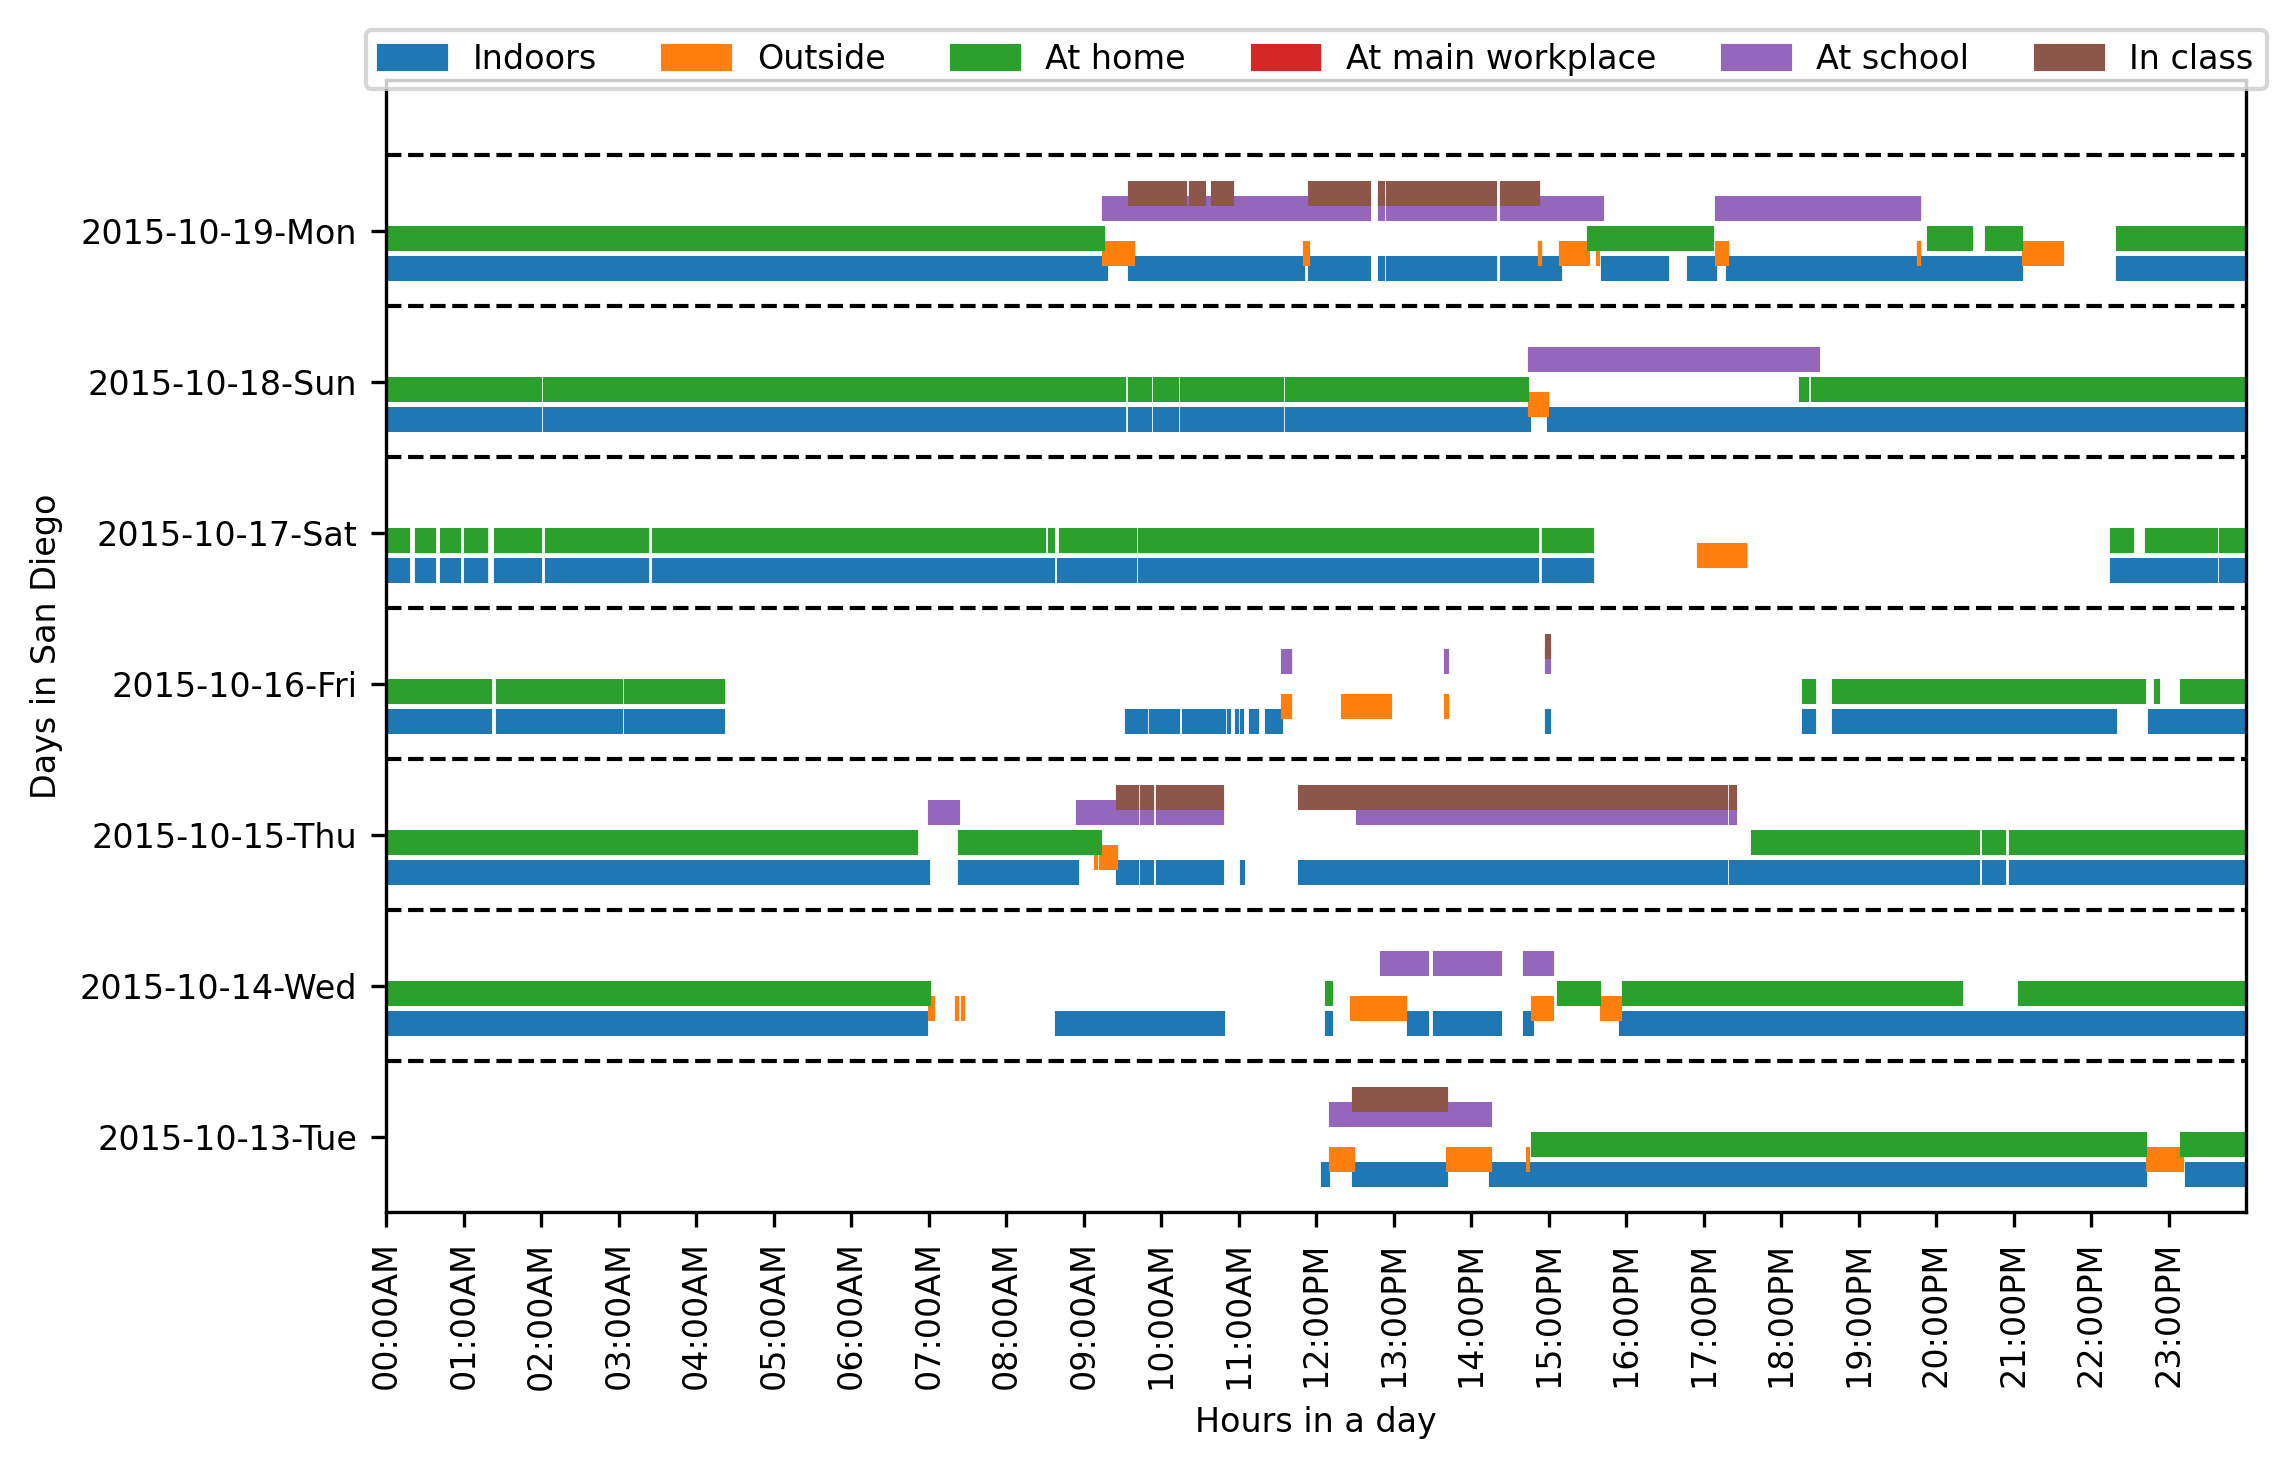 Indoors Outside At home At main workplace At school In class
2015-10-19-Mon
2015-10-18-Sun
2015-10-17-Sat
2015-10-16-Fri
2015-10-15-Thu
2015-10-14-Wed
2015-10-13-Tue
Days in San Diego
00:00AM 01:00AM 02:00AM 03:00AM 04:00AM 05:00AM 06:00AM 07:00AM 08:00AM 09:00AM 10:00AM 11:00AM 12:00PM 13:00PM 14:00PM 15:00PM 16:00PM 17:00PM 18:00PM 19:00PM 20:00PM 21:00PM 22:00PM 23:00PM
Hours in a day